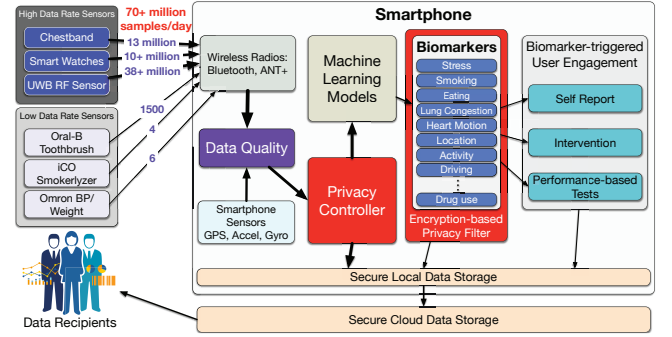 High Data Rate Sensors
Chestband
Smart Watches
UWB RF Sensor
70+ million
samples/day
13 million
10+ million
38+ million
Low Data Rate Sensors
Oral-B
Toothbrush
iCO
Smokerlyzer
Omron BP/
Weight
1500
4
6
Data Recipients
Smartphone
Wireless Radios:
Bluetooth, ANT+
Data Quality
Smartphone
Sensors
GPS, Accel, Gyro
Machine
Learning
Models
Privacy
Controller
Biomarkers
Stress
Smoking
Eating
Lung Congestion
Heart Motion
Location
Activity
Driving
Drug use
Encryption-based
Privacy Filter
Biomarker-triggered
User Engagement
Self Report
Intervention
Performance-based
Tests
Secure Local Data Storage
Secure Cloud Data Storage